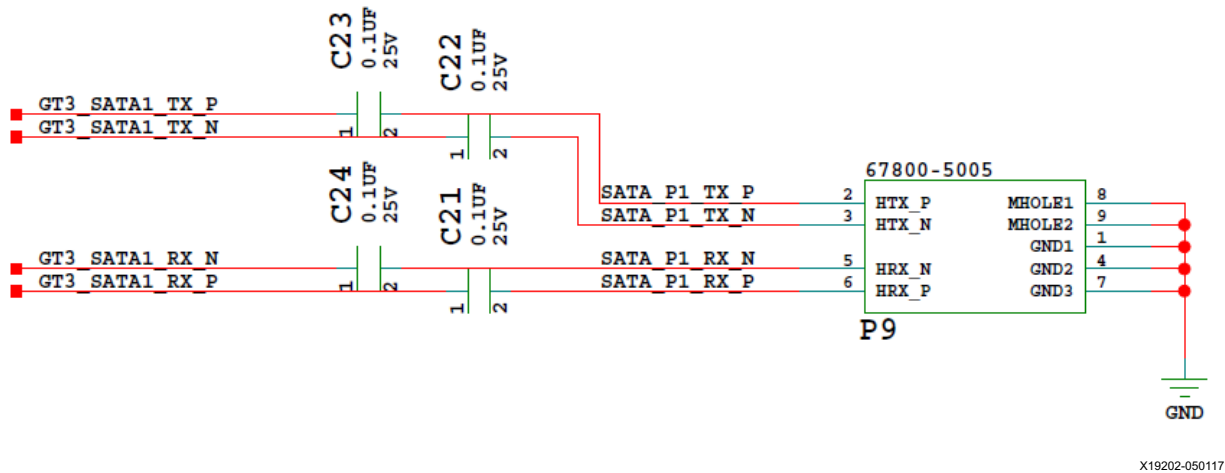 C23
0.1UF
25V
C22
0.1UF
25V
GT3_SATA1_TX_P
GT3_SATA1_TX_N
1 2
1 2
C24
0.1UF
25V
C21
0.1UF
25V
GT3_SATA1_RX_N
GT3_SATA1_RX_P
1 2
1 2
SATA_P1_TX_P
SATA_P1_TX_N
SATA_P1_RX_N
SATA_P1_RX_P
67800-5005
2 HTX_P MHOLE1 8
3 HTX_N MHOLE2 9
GND1 1
5 HRX_N GND2 4
6 HRX_P GND3 7
P9
GND
X19202-050117